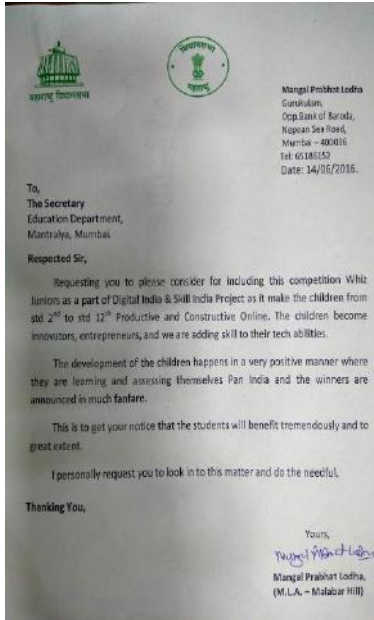 महाराष्ट्र विधानसभा
विधानसभा
महाराष्ट्र
Mangal Prabhat Lodha
Gurukulam,
Opp.Bank of Baroda,
Nepean Sea Road,
Mumbai – 400036
Tel: 65186152
Date: 14/06/2016.
To,
The Secretary
Education Department,
Mantralya, Mumbai.
Respected Sir,
Requesting you to please consider for including this competition Whiz
Juniors as a part of Digital India & Skill India Project as it make the children from
std 2nd to std 12th Productive and Constructive Online. The children become
innovators, entrepreneurs, and we are adding skill to their tech abilities.
The development of the children happens in a very positive manner where
they are learning and assessing themselves Pan India and the winners are
announced in much fanfare.
This is to get your notice that the students will benefit tremendously and to
great extent.
I personally request you to look in to this matter and do the needful.
Thanking You,
Yours,
Mangal Prabhat Lodha,
(M.L.A. – Malabar Hill)